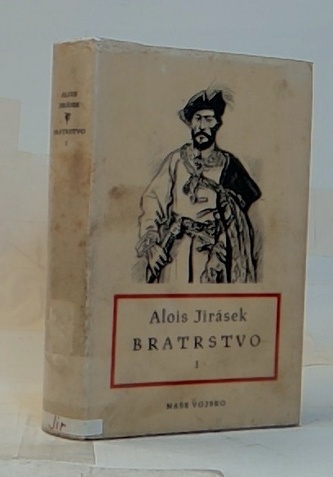 ALOIS
JIRÁSEK
BRATRSTVO
I
Jir
Alois Jirásek
BRATRSTVO
I
NAŠE VOJSKO